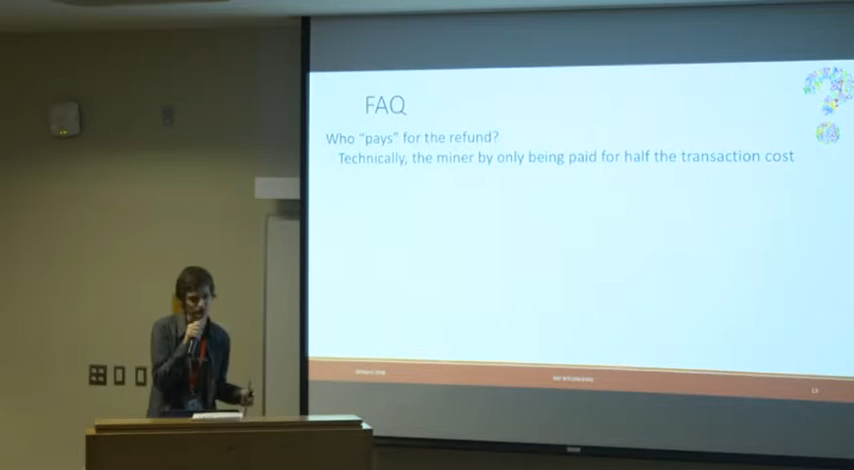 FAQ
Who “pays” for the refund?
Technically, the miner by only being paid for half the transaction cost